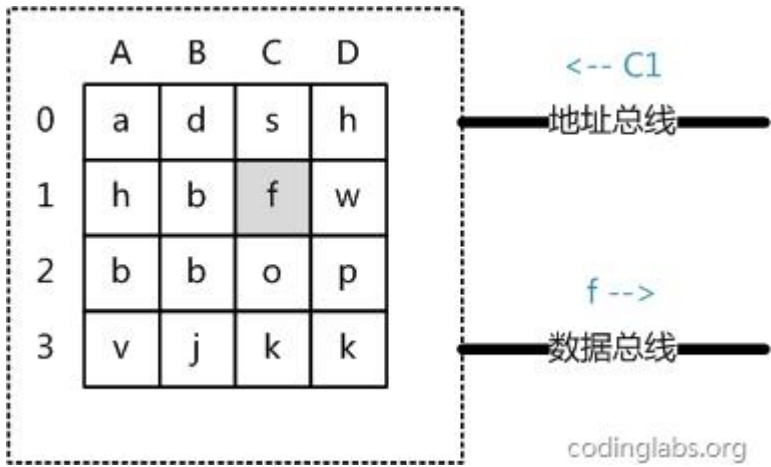 A B C D
<-- C1
0 a d s h
地址总线
1 h b f w
2 b b o p
f -->
3 v j k k
数据总线
codinglabs.org